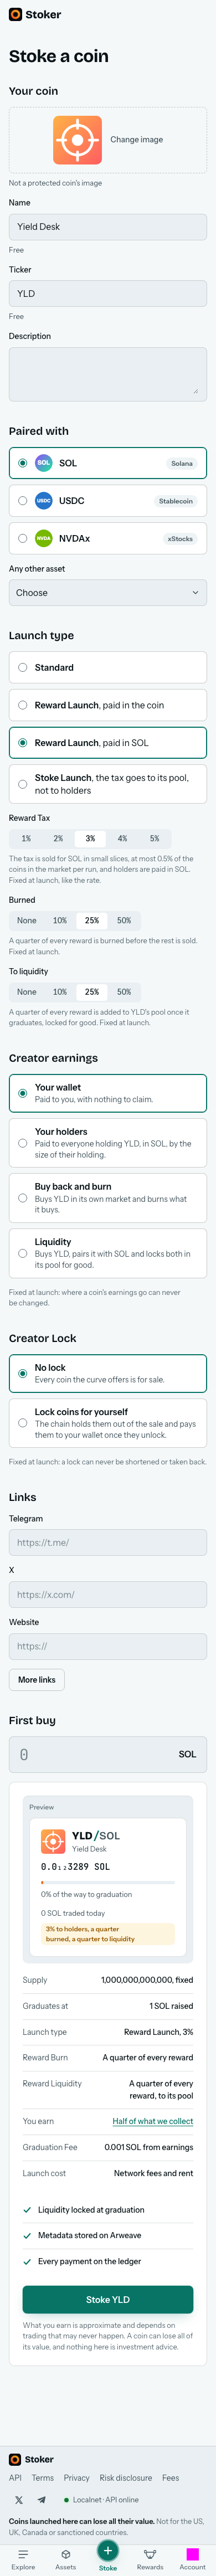 Stoker
Stoke a coin
Your coin
Change image
Not a protected coin's image
Name
Yield Desk
Free
Ticker
YLD
Free
Description
Paired with
SOL
SOL
Solana
USDC
USDC
Stablecoin
NVDA
NVDAx
xStocks
Any other asset
Choose
Launch type
Standard
Reward Launch, paid in the coin
Reward Launch, paid in SOL
Stoke Launch, the tax goes to its pool,
not to holders
Reward Tax
1% 2% 3% 4% 5%
The tax is sold for SOL in small slices, at most 0.5% of the
coins in the market per run, and holders are paid in SOL.
Fixed at launch, like the rate.
Burned
None 10% 25% 50%
A quarter of every reward is burned before the rest is sold.
Fixed at launch.
To liquidity
None 10% 25% 50%
A quarter of every reward is added to YLD's pool once it
graduates, locked for good. Fixed at launch.
Creator earnings
Your wallet
Paid to you, with nothing to claim.
Your holders
Paid to everyone holding YLD, in SOL, by the
size of their holding.
Buy back and burn
Buys YLD in its own market and burns what
it buys.
Liquidity
Buys YLD, pairs it with SOL and locks both in
its pool for good.
Fixed at launch: where a coin's earnings go can never
be changed.
Creator Lock
No lock
Every coin the curve offers is for sale.
Lock coins for yourself
The chain holds them out of the sale and pays
them to your wallet once they unlock.
Fixed at launch: a lock can never be shortened or taken back.
Links
Telegram
https://t.me/
X
https://x.com/
Website
https://
More links
First buy
0
SOL
Preview
YLD/SOL
Yield Desk
0.0₁₂3289 SOL
0% of the way to graduation
0 SOL traded today
3% to holders, a quarter
burned, a quarter to liquidity
Supply 1,000,000,000,000, fixed
Graduates at 1 SOL raised
Launch type Reward Launch, 3%
Reward Burn A quarter of every reward
Reward Liquidity A quarter of every
reward, to its pool
You earn Half of what we collect
Graduation Fee 0.001 SOL from earnings
Launch cost Network fees and rent
Liquidity locked at graduation
Metadata stored on Arweave
Every payment on the ledger
Stoke YLD
What you earn is approximate and depends on
trading that may never happen. A coin can lose all of
its value, and nothing here is investment advice.
Stoker
API Terms Privacy Risk disclosure Fees
Localnet · API online
Coins launched here can lose all their value. Not for the US,
UK, Canada or sanctioned countries.
Explore Assets Stoke Rewards Account